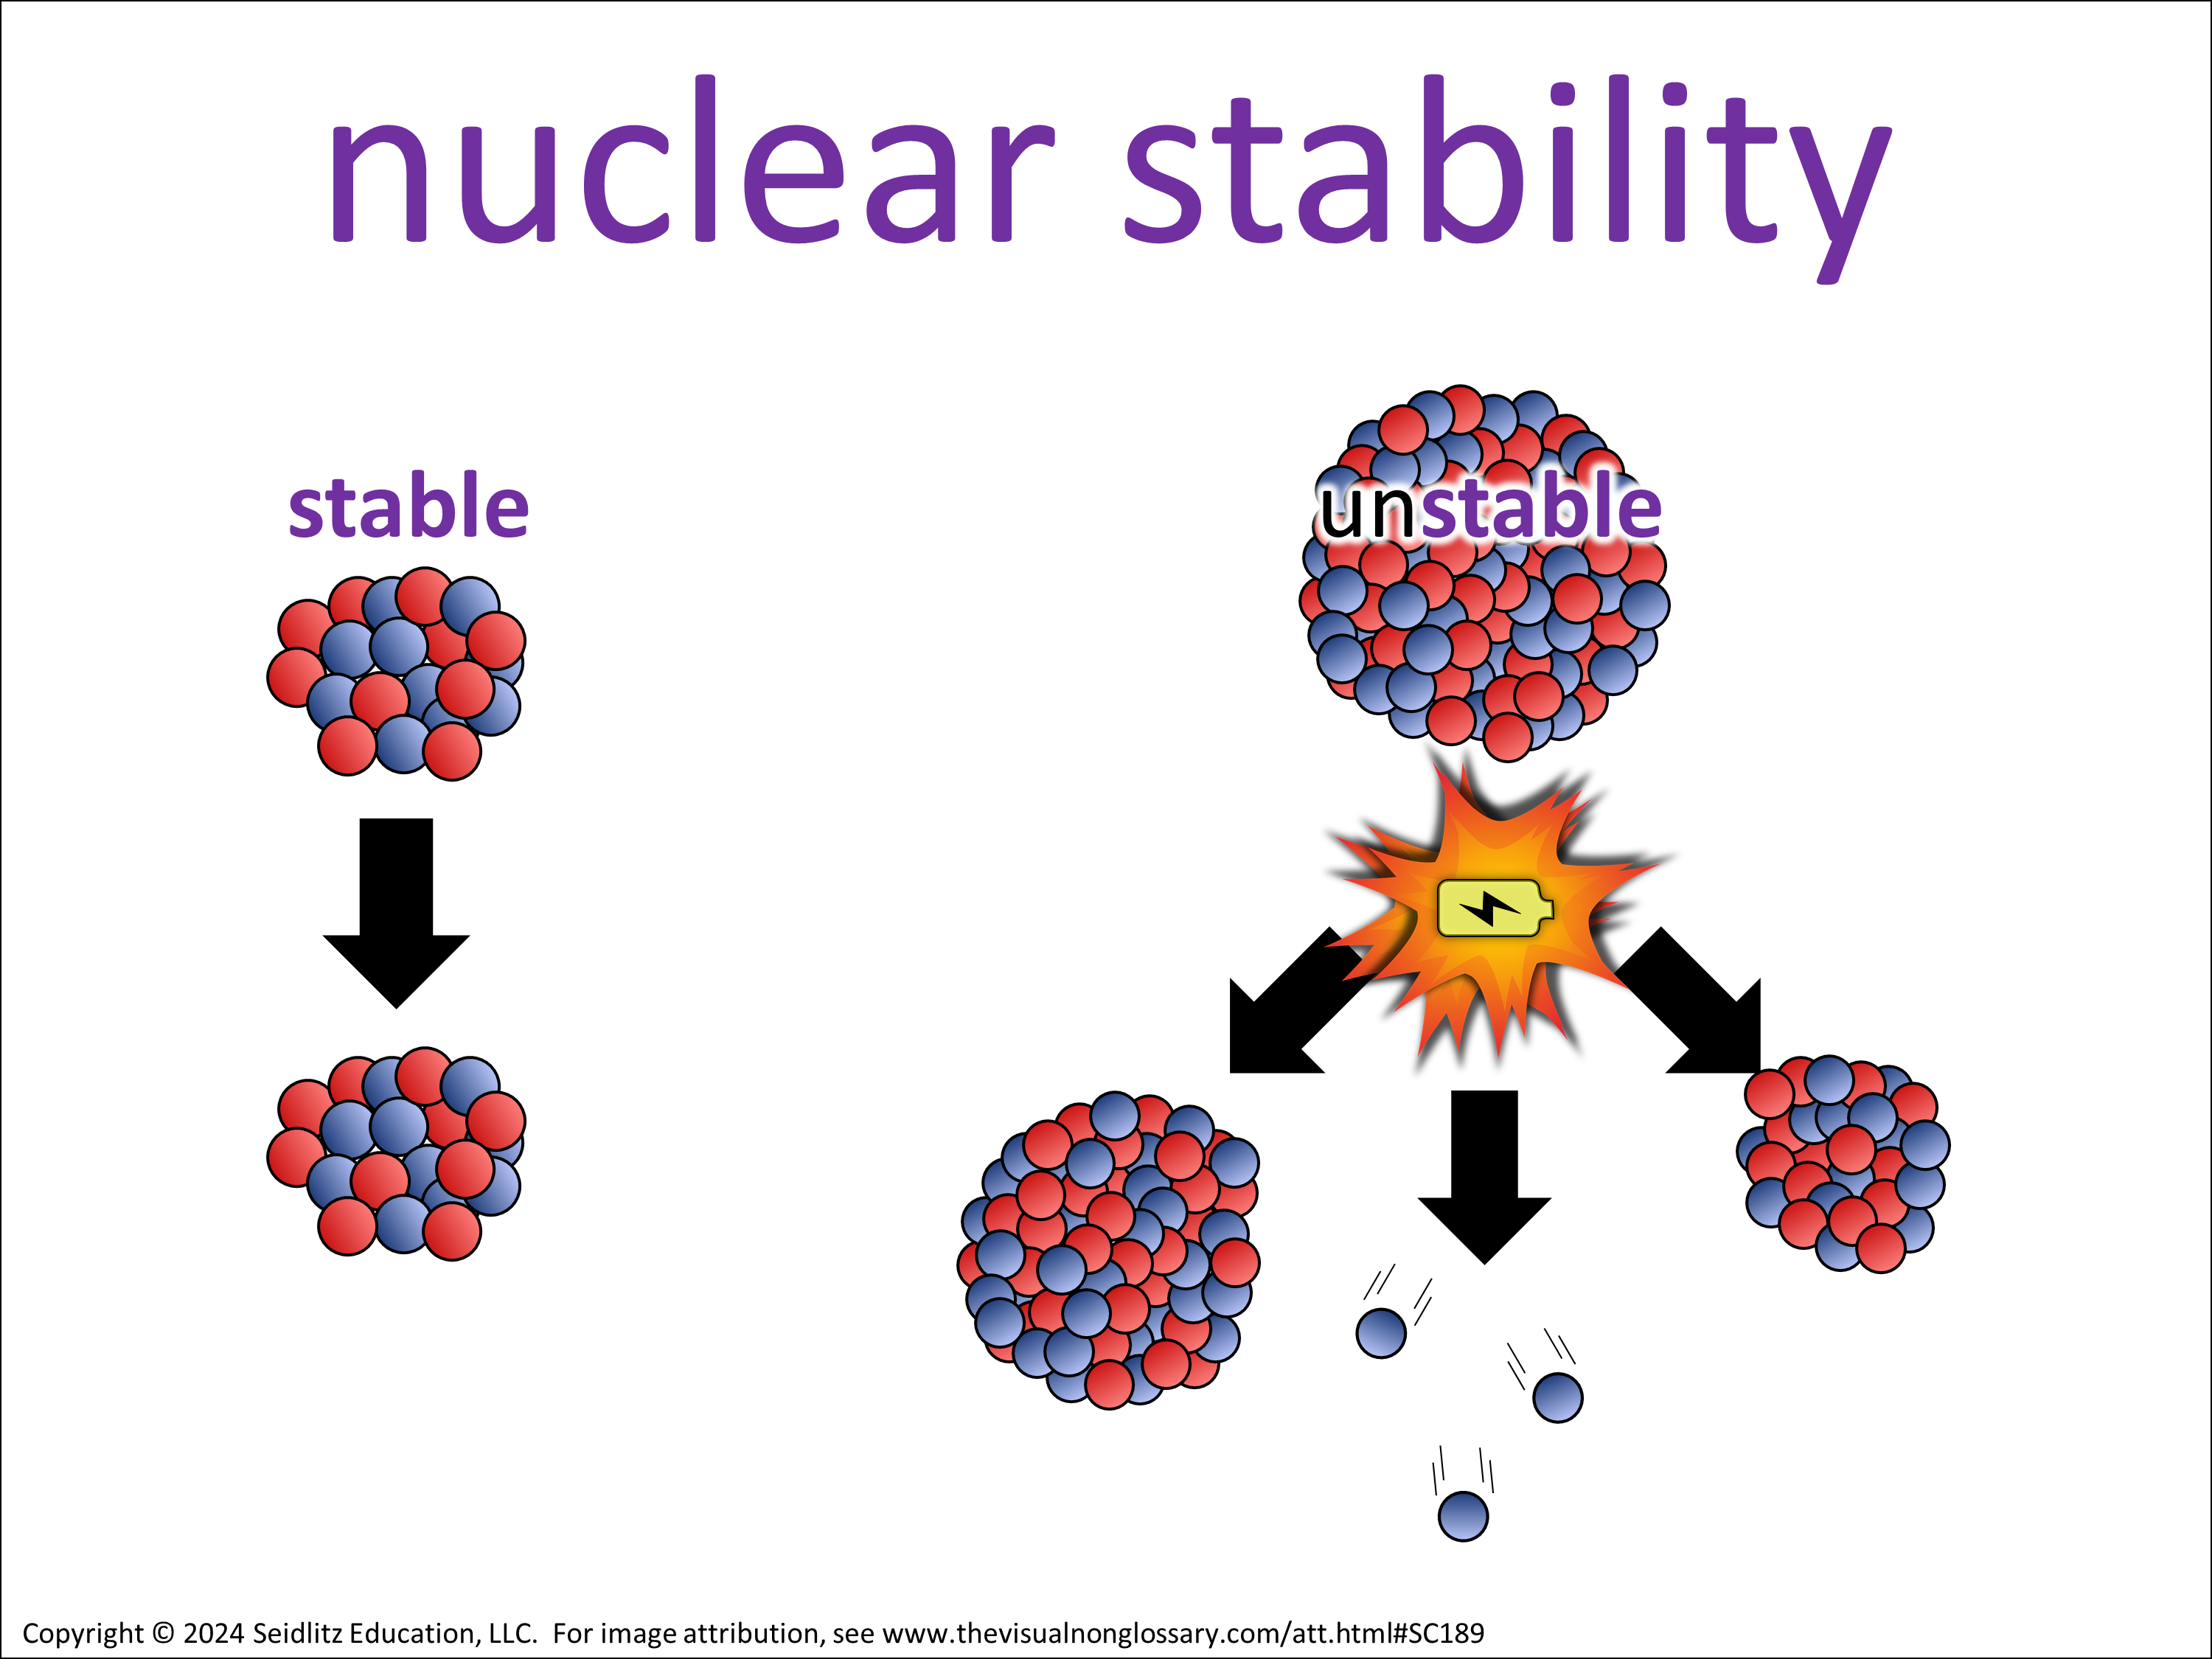 nuclear stability
stable
unstable
Copyright © 2024 Seidlitz Education, LLC.  For image attribution, see www.thevisualnonglossary.com/att.html#SC189